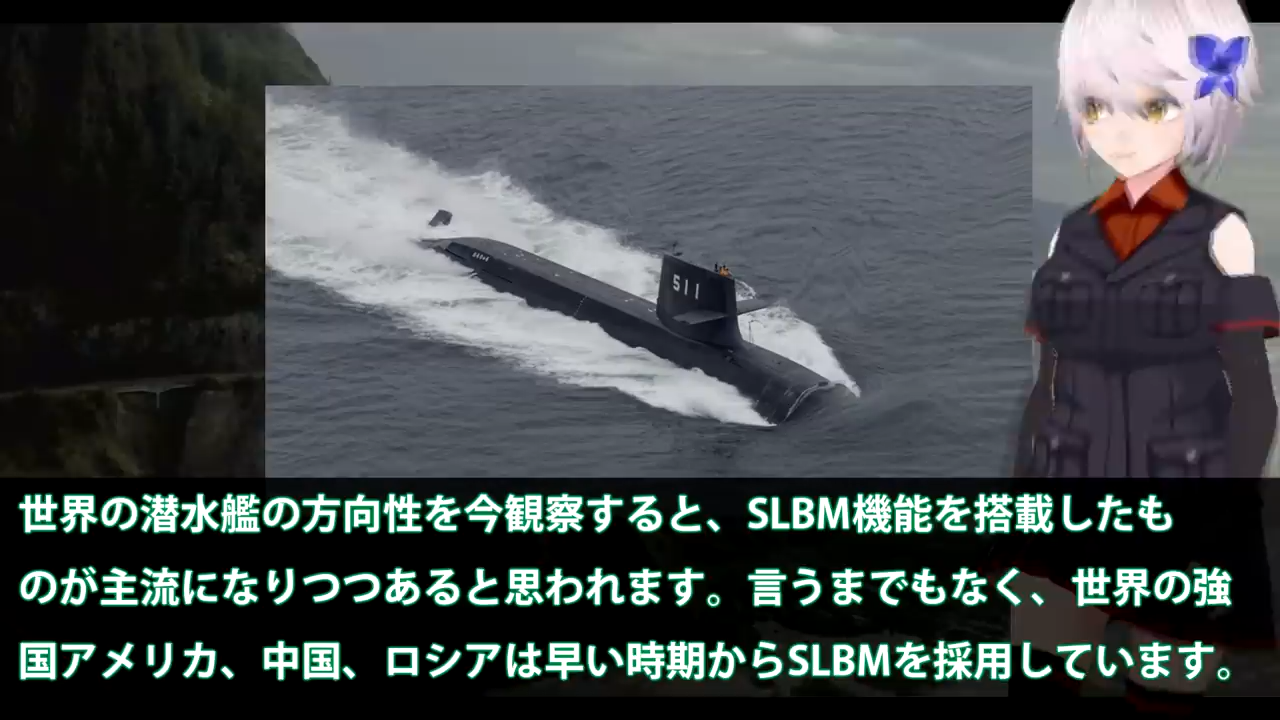 511
世界の潜水艦の方向性を今観察すると、SLBM機能を搭載したも
のが主流になりつつあると思われます。言うまでもなく、世界の強
国アメリカ、中国、ロシアは早い時期からSLBMを採用しています。